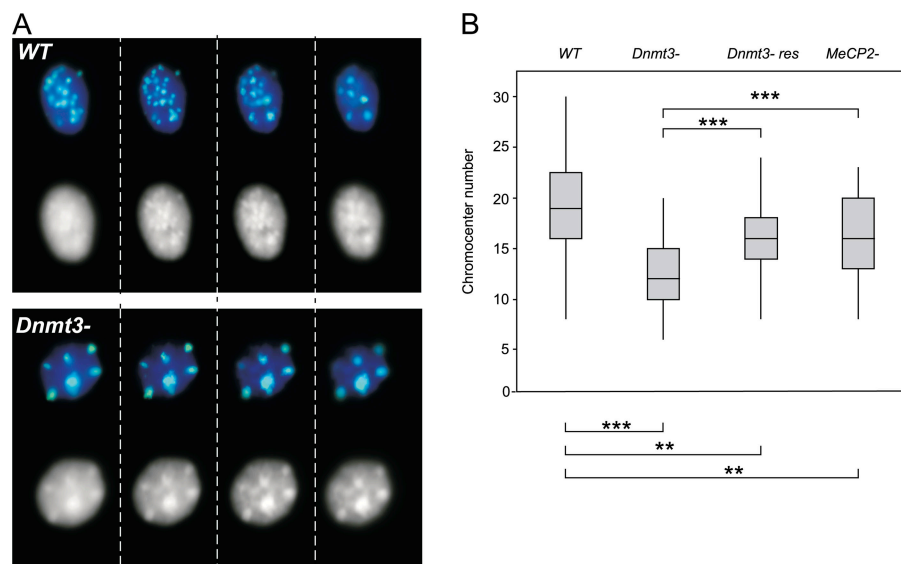 A
WT
Dnmt3-
B
WT Dnmt3- Dnmt3- res MeCP2-
Chromocenter number
30
25
20
15
10
5
0
***
***
***
**
**